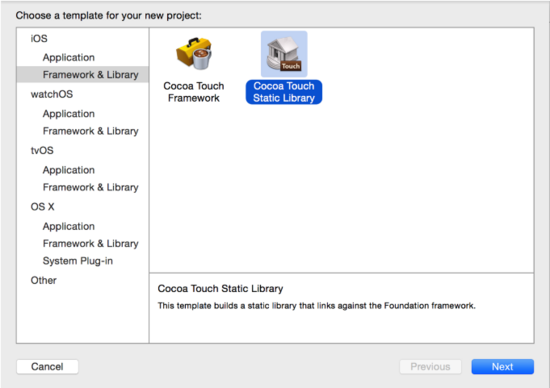 Choose a template for your new project:
iOS
Application
Framework & Library
watchOS
Application
Framework & Library
tvOS
Application
Framework & Library
OS X
Application
Framework & Library
System Plug-in
Other
Cocoa Touch
Framework
Touch
Cocoa Touch
Static Library
Cocoa Touch Static Library
This template builds a static library that links against the Foundation framework.
Cancel
Previous
Next